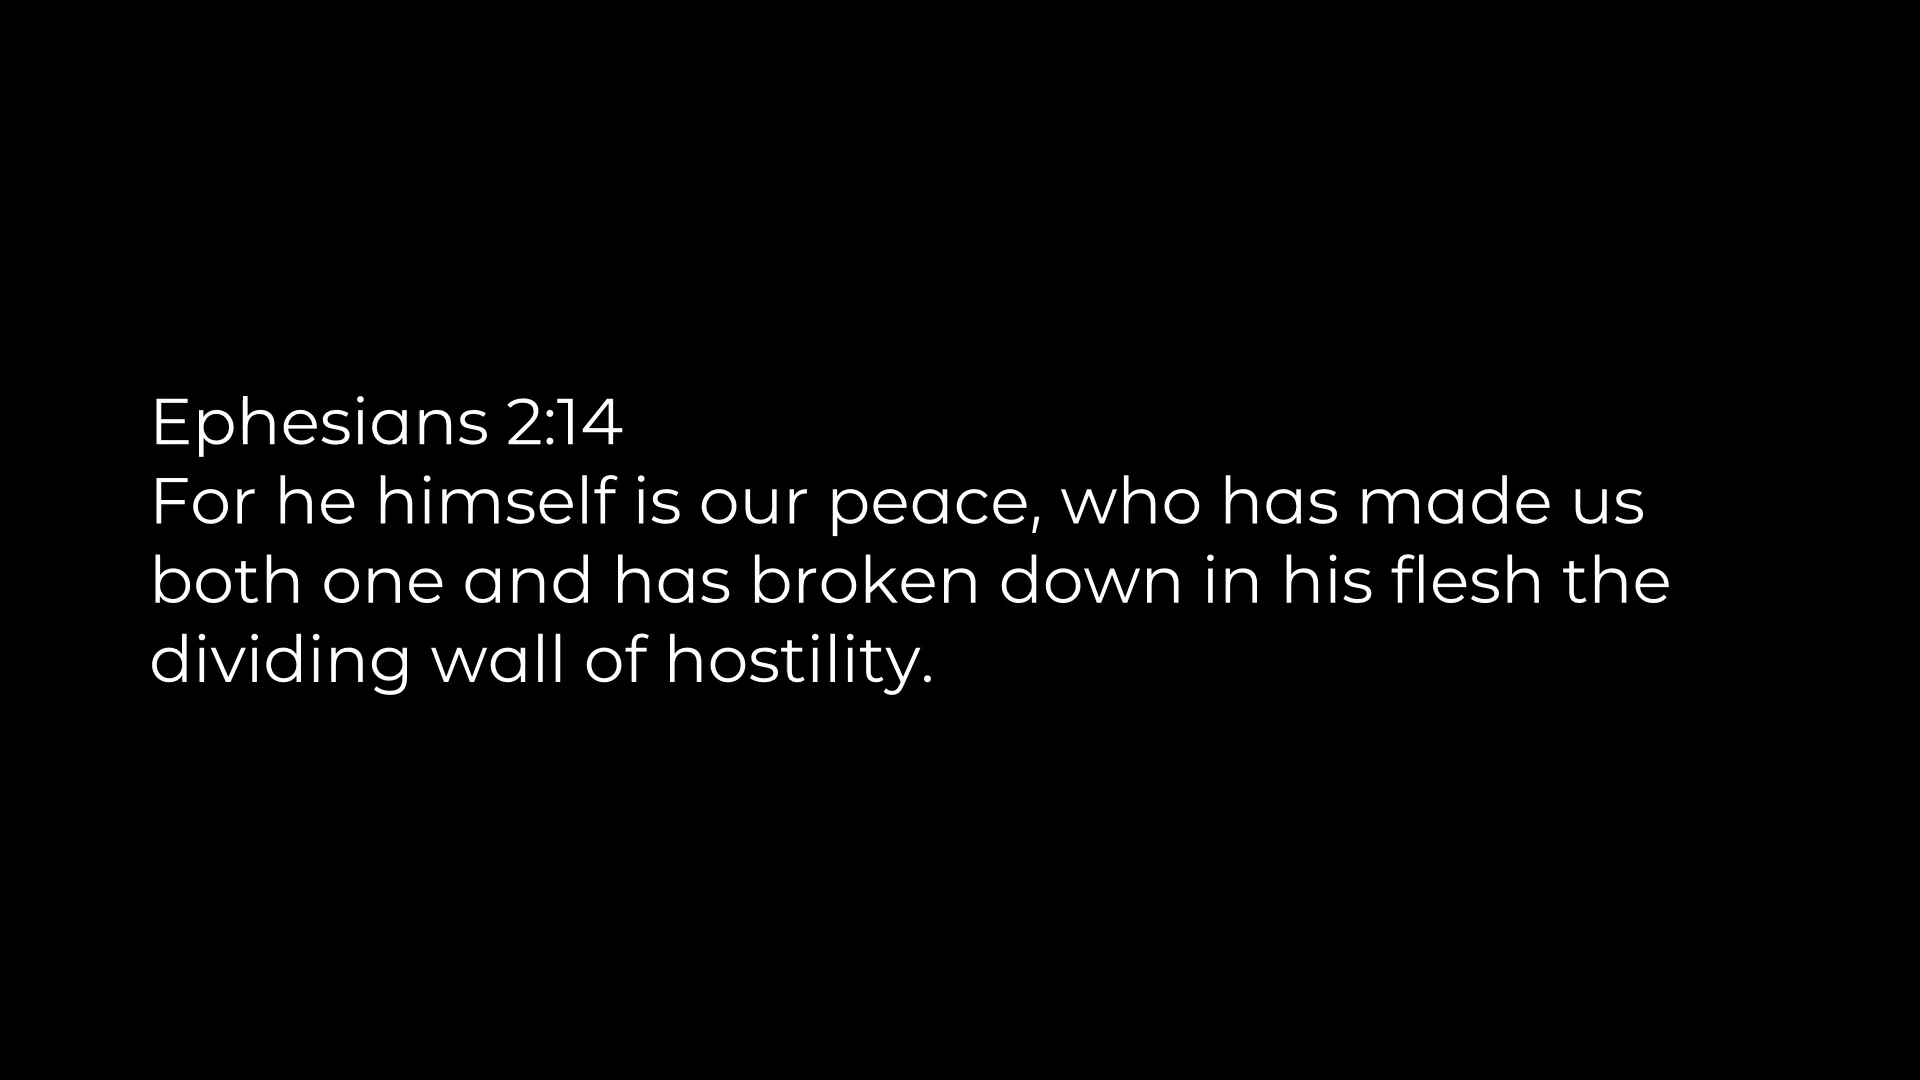 Ephesians 2:14
For he himself is our peace, who has made us
both one and has broken down in his flesh the
dividing wall of hostility.